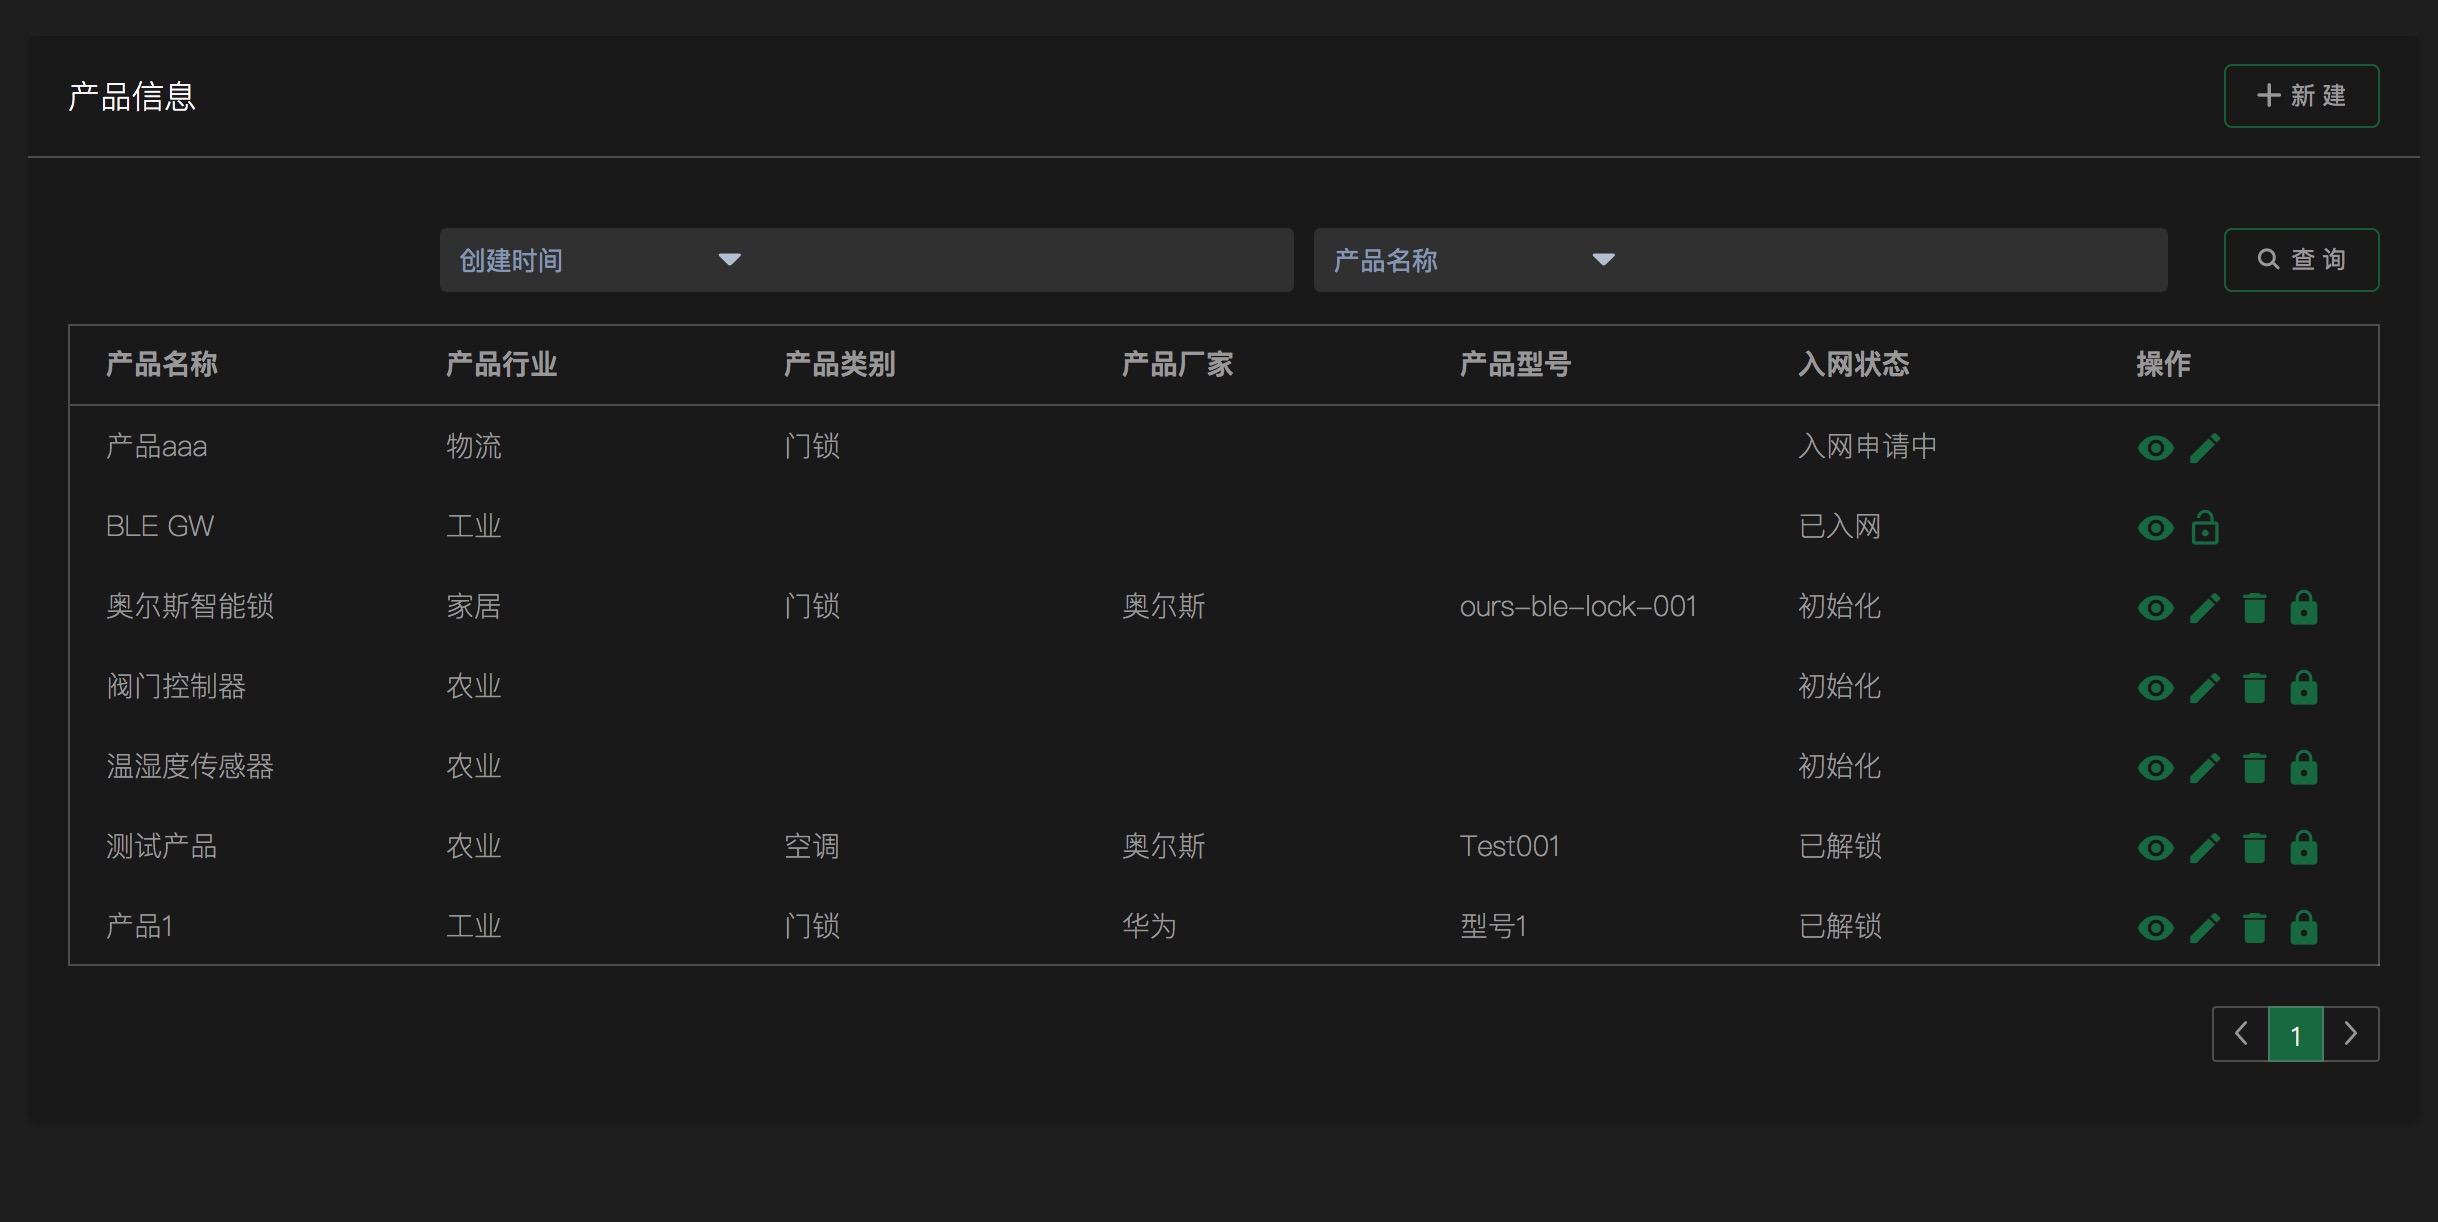 产品信息
新 建
创建时间 产品名称 查 询
产品名称 产品行业 产品类别 产品厂家 产品型号 入网状态 操作
产品aaa 物流 门锁 入网申请中
BLE GW 工业 已入网
奥尔斯智能锁 家居 门锁 奥尔斯 ours-ble-lock-001 初始化
阀门控制器 农业 初始化
温湿度传感器 农业 初始化
测试产品 农业 空调 奥尔斯 Test001 已解锁
产品1 工业 门锁 华为 型号1 已解锁
1